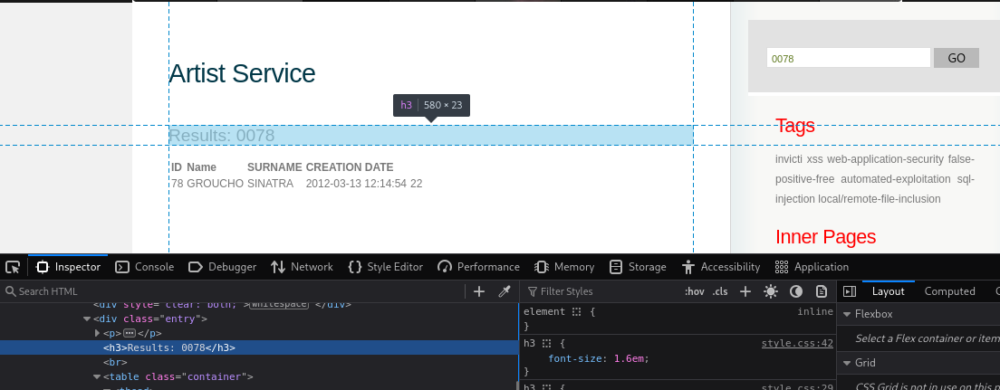 0078
GO
Artist Service
h3 580 × 23
Tags
Results: 0078
invicti xss web-application-security false-
positive-free automated-exploitation sql-
injection local/remote-file-inclusion
ID Name SURNAME CREATION DATE
78 GROUCHO SINATRA 2012-03-13 12:14:54 22
Inner Pages
Inspector Console Debugger Network Style Editor Performance Memory Storage Accessibility Application
Search HTML
Filter Styles :hov .cls
Layout Computed
<div style="clear: both;"> whitespace </div>
<div class="entry">
<p> </p>
<h3>Results: 0078</h3>
<br>
<table class="container">
element { inline
}
h3 { style.css:42
font-size: 1.6em;
}
h3 { style.css:29
Flexbox
Select a Flex container or item
Grid
CSS Grid is not in use on this